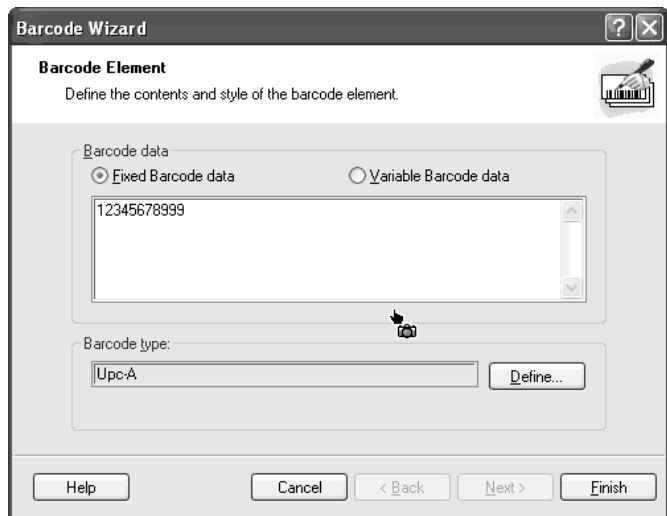 Barcode Wizard
Barcode Element
Define the contents and style of the barcode element.
Barcode data
Fixed Barcode data Variable Barcode data
12345678999
Barcode type:
Upc-A Define...
Help Cancel < Back Next > Finish